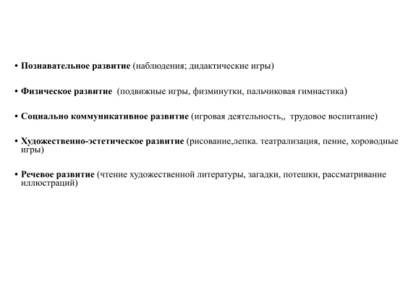 • Познавательное развитие (наблюдения; дидактические игры)
• Физическое развитие (подвижные игры, физминутки, пальчиковая гимнастика)
• Социально коммуникативное развитие (игровая деятельность,, трудовое воспитание)
• Художественно-эстетическое развитие (рисование,лепка. театрализация, пение, хороводные
игры)
• Речевое развитие (чтение художественной литературы, загадки, потешки, рассматривание
иллюстраций)